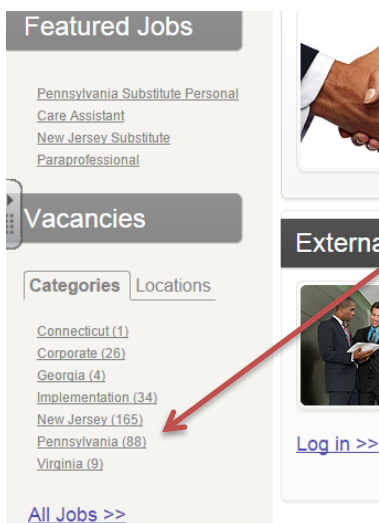 Featured Jobs
Pennsylvania Substitute Personal
Care Assistant
New Jersey Substitute
Paraprofessional
Vacancies
Categories Locations
Connecticut (1)
Corporate (26)
Georgia (4)
Implementation (34)
New Jersey (165)
Pennsylvania (88)
Virginia (9)
All Jobs >>
Externa
Log in >>